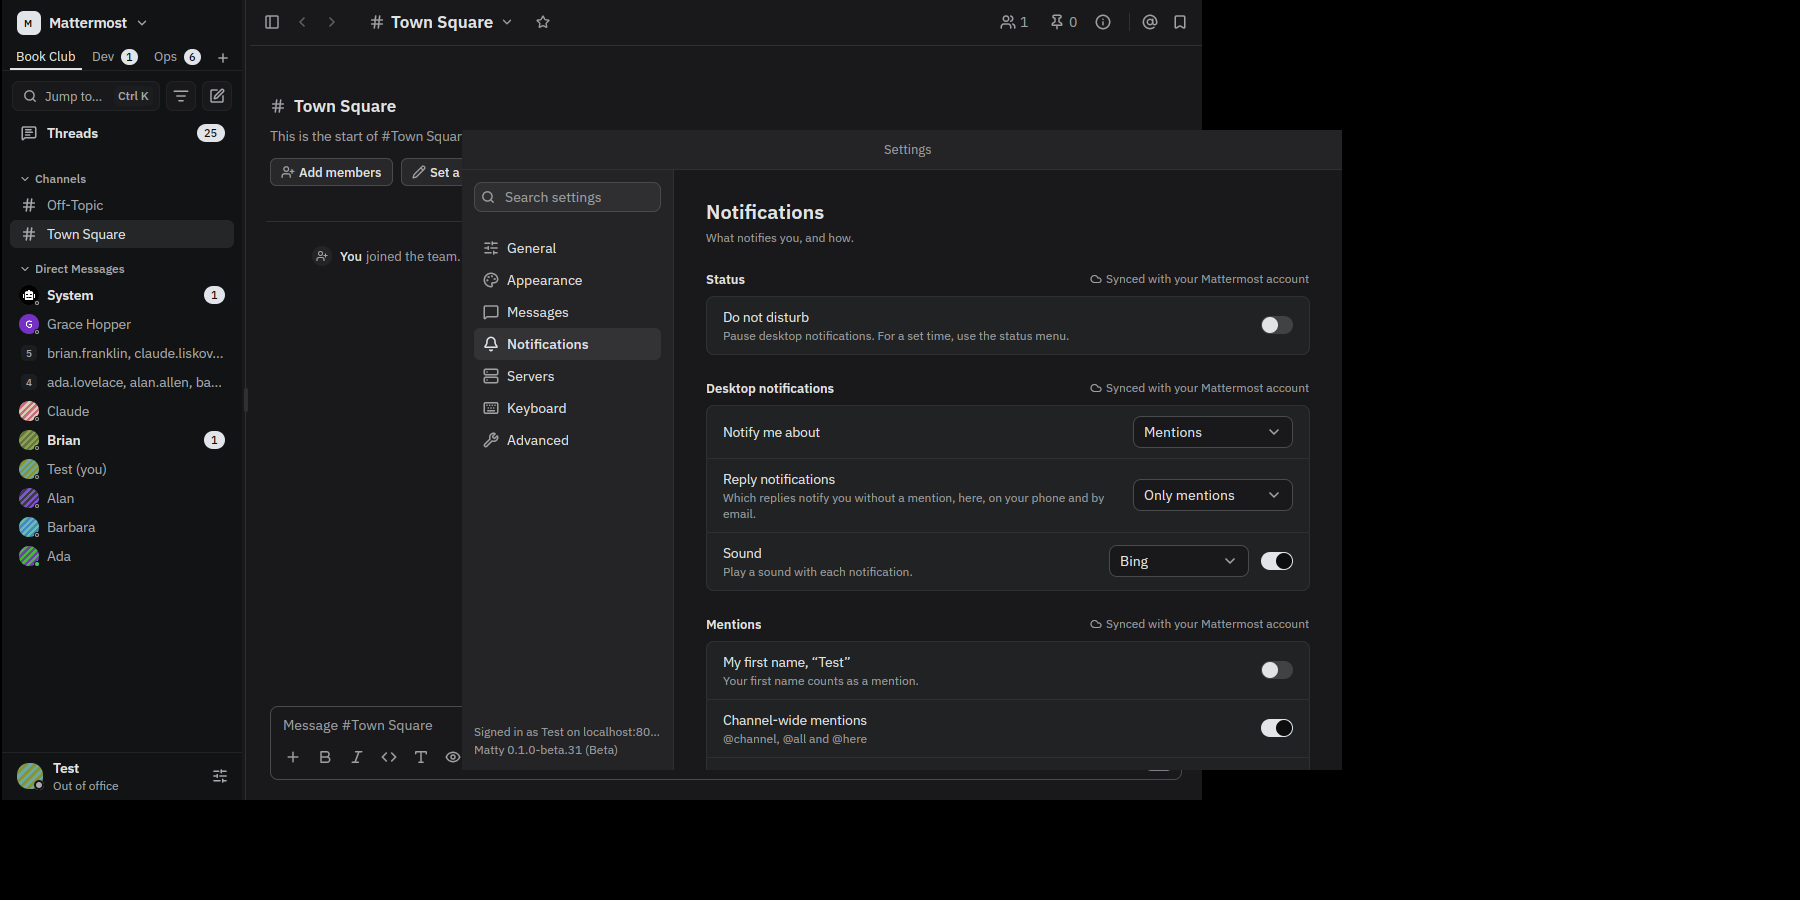 M Mattermost
Book Club Dev 1 Ops 6
Jump to... Ctrl K
Threads 25
Channels
Off-Topic
Town Square
Direct Messages
System 1
G Grace Hopper
5 brian.franklin, claude.liskov...
4 ada.lovelace, alan.allen, ba...
Claude
Brian 1
Test (you)
Alan
Barbara
Ada
Test
Out of office
# Town Square
1 0
# Town Square
This is the start of #Town Squar
Add members Set a
You joined the team.
Message #Town Square
Settings
Search settings
General
Appearance
Messages
Notifications
Servers
Keyboard
Advanced
Signed in as Test on localhost:80...
Matty 0.1.0-beta.31 (Beta)
Notifications
What notifies you, and how.
Status Synced with your Mattermost account
Do not disturb
Pause desktop notifications. For a set time, use the status menu.
Desktop notifications Synced with your Mattermost account
Notify me about Mentions
Reply notifications
Which replies notify you without a mention, here, on your phone and by
email.
Only mentions
Sound
Play a sound with each notification.
Bing
Mentions Synced with your Mattermost account
My first name, “Test”
Your first name counts as a mention.
Channel-wide mentions
@channel, @all and @here